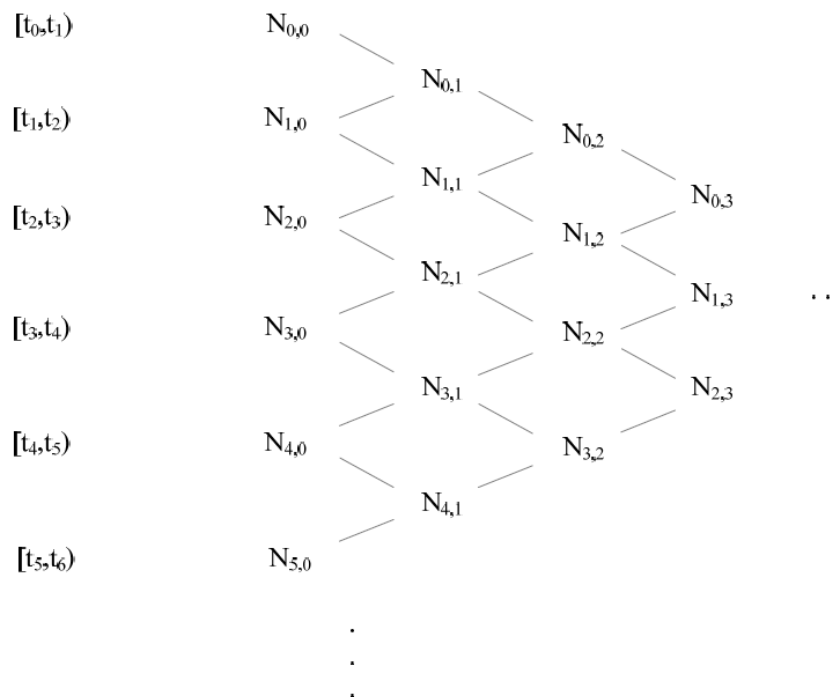 [t₀,t₁) N₀,₀
N₀,₁
[t₁,t₂) N₁,₀
N₀,₂
N₁,₁
N₀,₃
[t₂,t₃) N₂,₀
N₁,₂
N₂,₁
N₁,₃ . .
[t₃,t₄) N₃,₀
N₂,₂
N₃,₁ N₂,₃
[t₄,t₅) N₄,₀
N₃,₂
N₄,₁
[t₅,t₆) N₅,₀
.
.
.